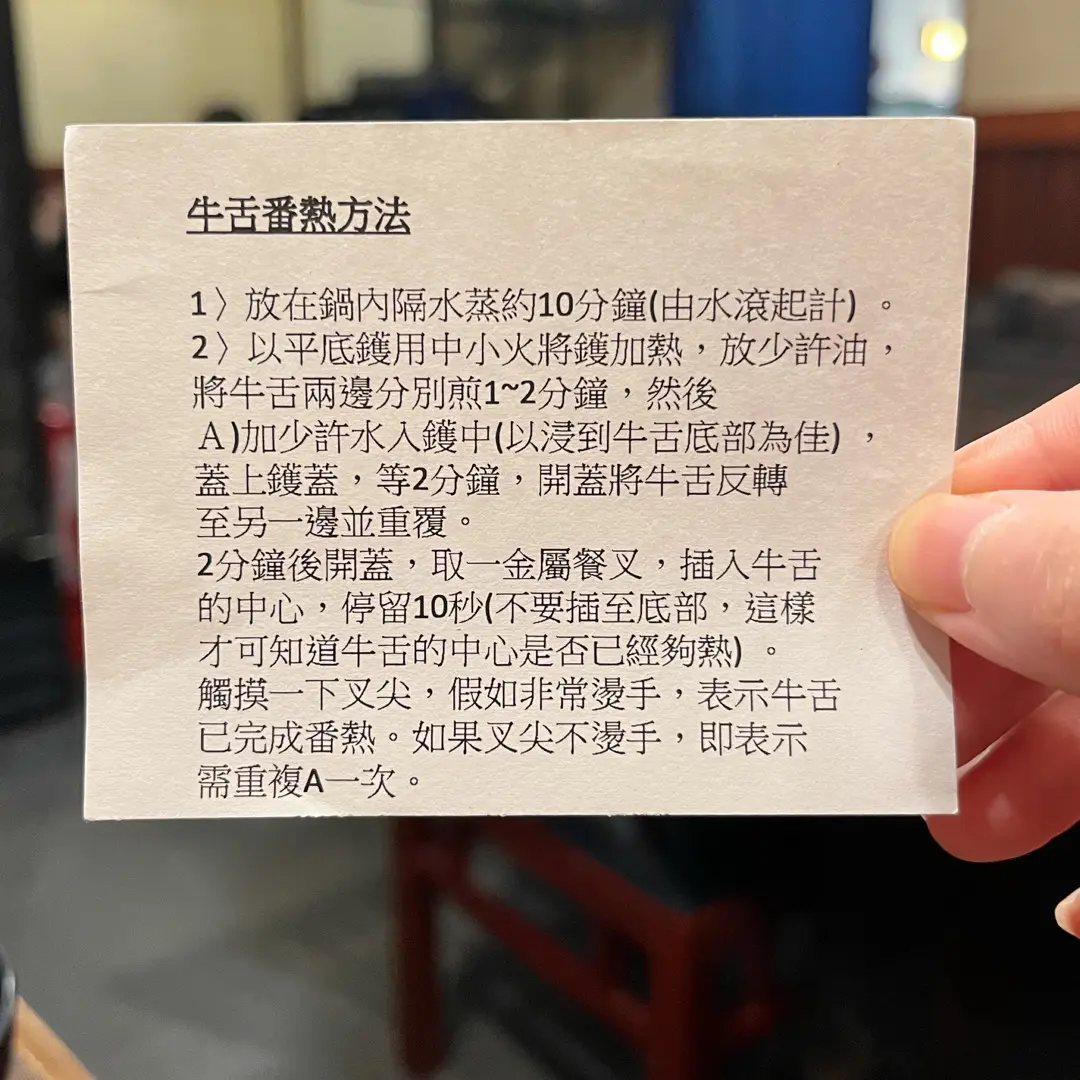 牛舌番熱方法
1〉放在鍋內隔水蒸約10分鐘(由水滾起計)。
2〉以平底鑊用中小火將鑊加熱，放少許油，
將牛舌兩邊分別煎1~2分鐘，然後
Ａ)加少許水入鑊中(以浸到牛舌底部為佳)，
蓋上鑊蓋，等2分鐘，開蓋將牛舌反轉
至另一邊並重覆。
2分鐘後開蓋，取一金屬餐叉，插入牛舌
的中心，停留10秒(不要插至底部，這樣
才可知道牛舌的中心是否已經夠熱)。
觸摸一下叉尖，假如非常燙手，表示牛舌
已完成番熱。如果叉尖不燙手，即表示
需重複A一次。